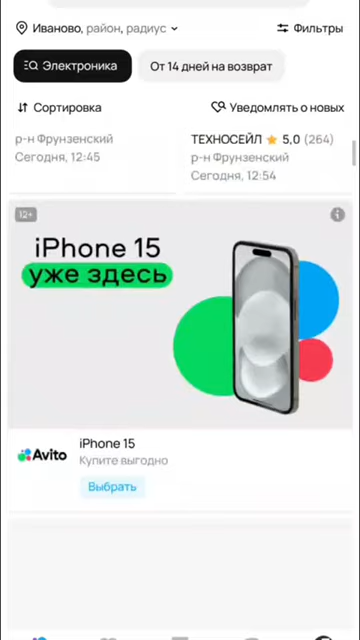 Иваново, район, радиус
Фильтры
Электроника
От 14 дней на возврат
Сортировка
Уведомлять о новых
р-н Фрунзенский
Сегодня, 12:45
ТЕХНОСЕЙЛ 5,0 (264)
р-н Фрунзенский
Сегодня, 12:54
12+
iPhone 15
уже здесь
Avito
iPhone 15
Купите выгодно
Выбрать